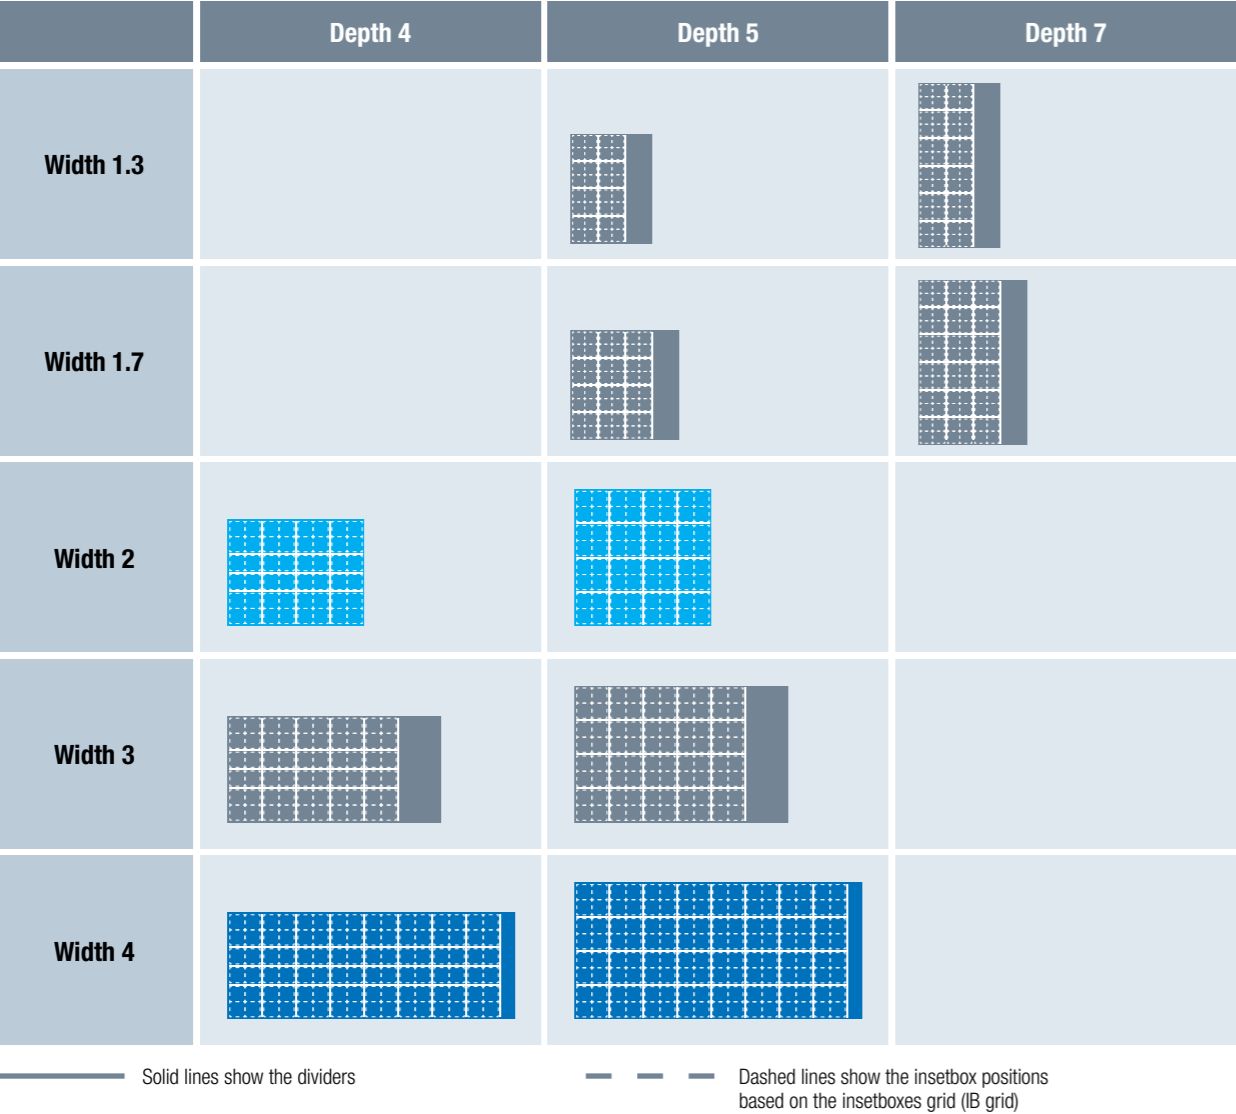 Depth 4 Depth 5 Depth 7
Width 1.3
Width 1.7
Width 2
Width 3
Width 4
Solid lines show the dividers
Dashed lines show the insetbox positions
based on the insetboxes grid (IB grid)